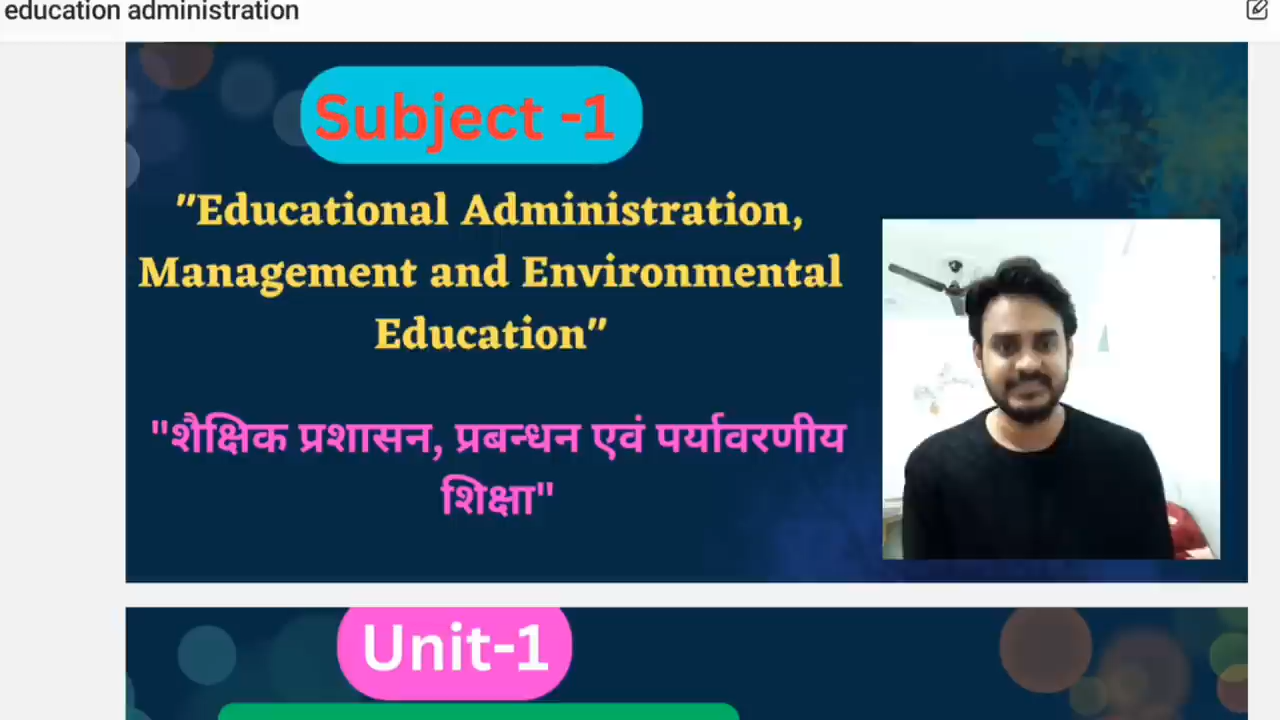 education administration
Subject -1
"Educational Administration,
Management and Environmental
Education"
"शैक्षिक प्रशासन, प्रबन्धन एवं पर्यावरणीय
शिक्षा"
Unit-1